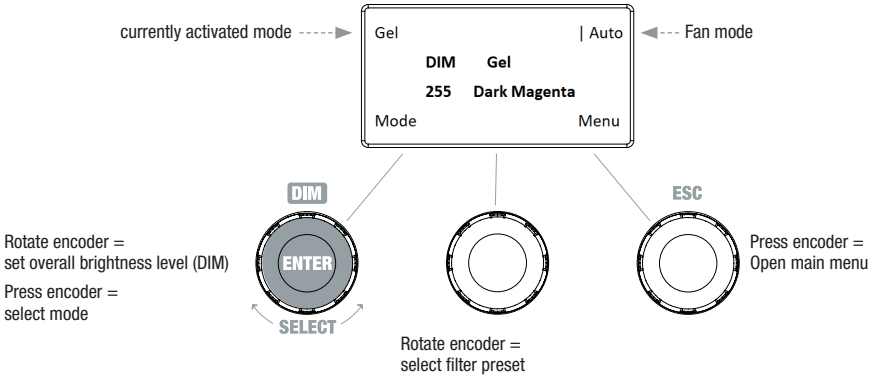 currently activated mode
Gel
| Auto
Fan mode
DIM Gel
255 Dark Magenta
Mode
Menu
DIM
ESC
Rotate encoder =
set overall brightness level (DIM)
Press encoder =
select mode
ENTER
SELECT
Rotate encoder =
select filter preset
Press encoder =
Open main menu